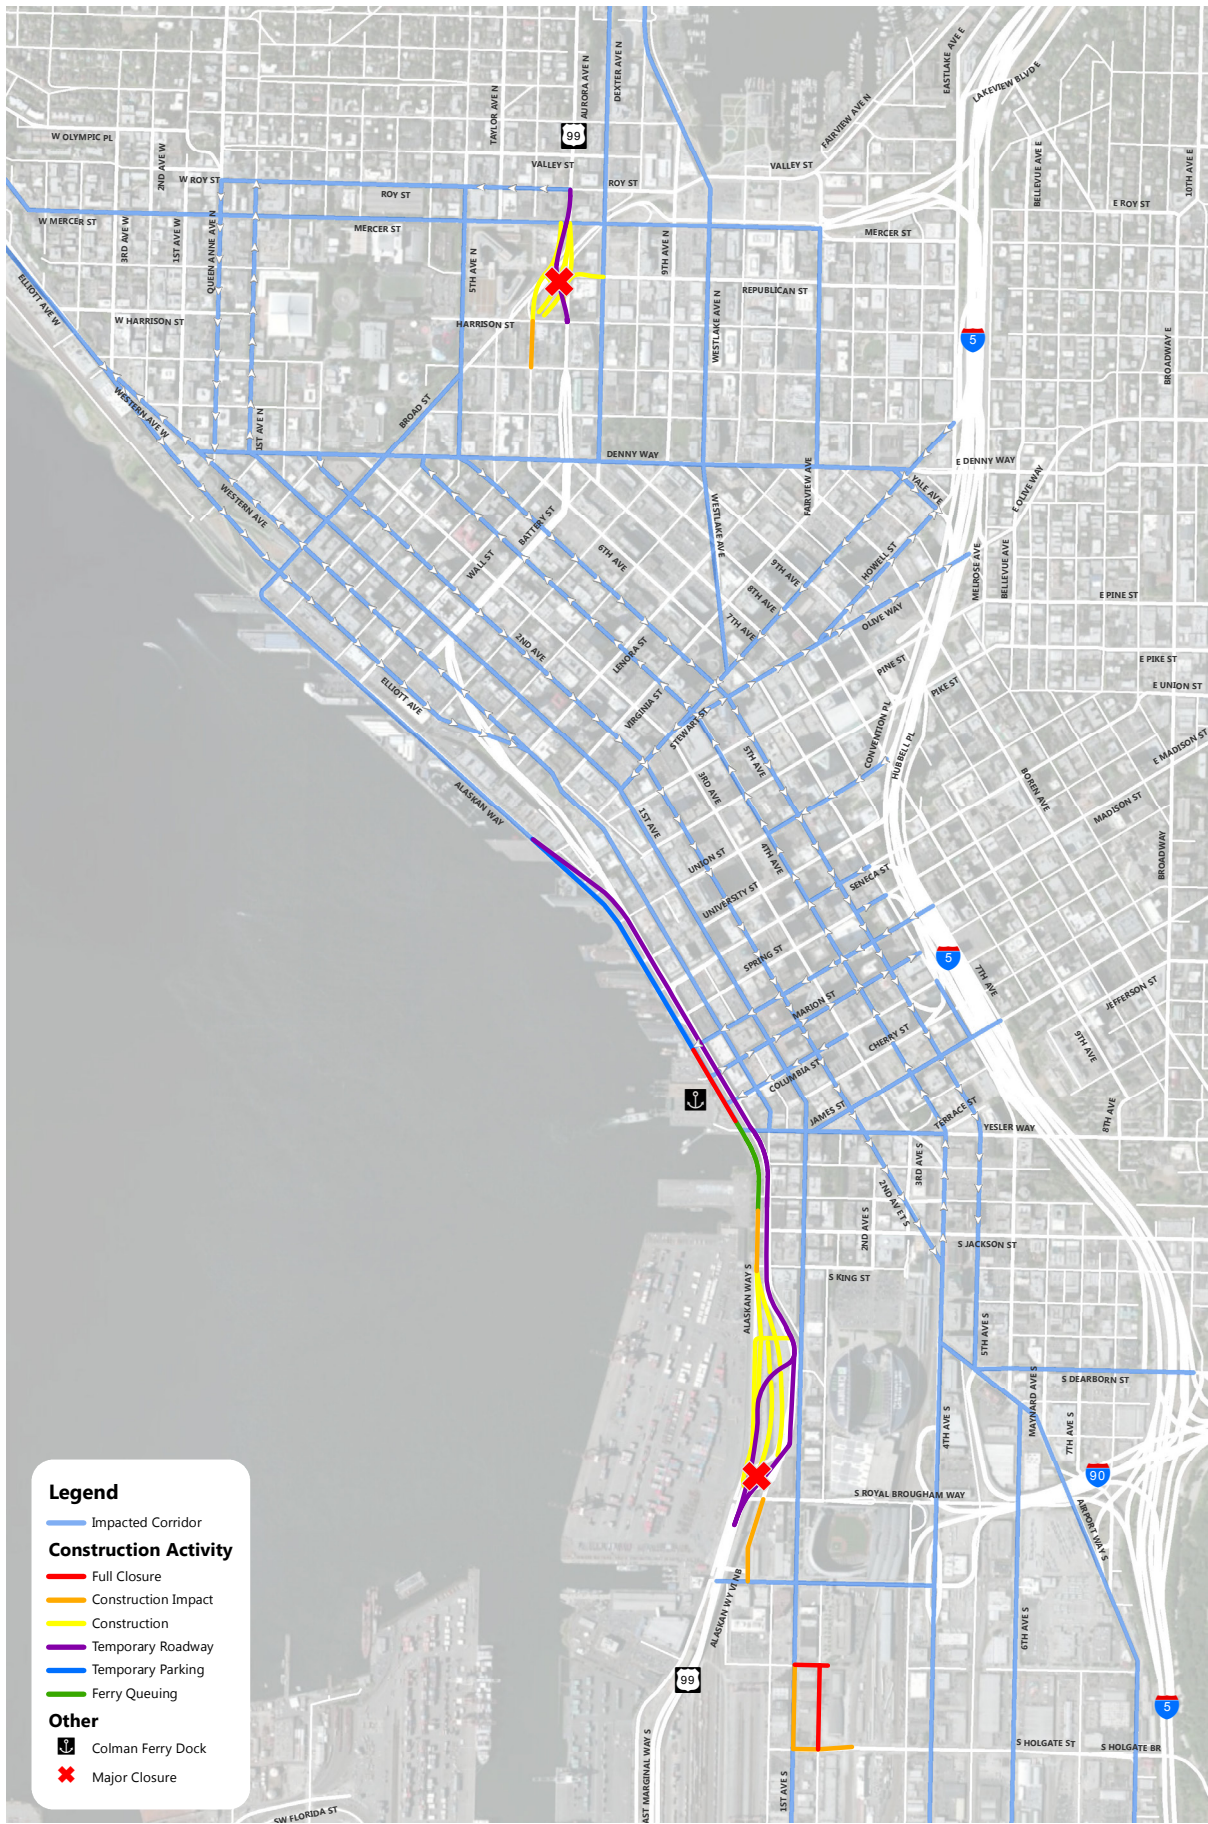 EASTLAKE AVE E
LAKEVIEW BLVD E
DEXTER AVE N
AURORA AVE N
TAYLOR AVE N
FAIRVIEW AVE N
99
W OLYMPIC PL
2ND AVE W
VALLEY ST
VALLEY ST
BELLEVUE AVE E
10TH AVE E
W ROY ST
ROY ST
ROY ST
E ROY ST
W MERCER ST
3RD AVE W
1ST AVE W
QUEEN ANNE AVE N
MERCER ST
5TH AVE N
9TH AVE N
MERCER ST
ELLIOTT AVE W
REPUBLICAN ST
W HARRISON ST
HARRISON ST
WESTLAKE AVE N
5
BROADWAY E
WESTERN AVE W
1ST AVE N
BROAD ST
DENNY WAY
E DENNY WAY
FAIRVIEW AVE
YALE AVE
E OLIVE WAY
WESTERN AVE
BATTERY ST
WESTLAKE AVE
WALL ST
6TH AVE
9TH AVE
HOWELL ST
MELROSE AVE
BELLEVUE AVE
8TH AVE
E PINE ST
7TH AVE
OLIVE WAY
2ND AVE
LENORA ST
PINE ST
E PIKE ST
ELLIOTT AVE
PIKE ST
E UNION ST
VIRGINIA ST
STEWART ST
CONVENTION PL
HUBBELL PL
E MADISON ST
5TH AVE
3RD AVE
BOREN AVE
ALASKAN WAY
1ST AVE
MADISON ST
4TH AVE
UNION ST
BROADWAY
SENECA ST
UNIVERSITY ST
SPRING ST
5
7TH AVE
MARION ST
JEFFERSON ST
CHERRY ST
9TH AVE
COLUMBIA ST
JAMES ST
TERRACE ST
8TH AVE
YESLER WAY
3RD AVE S
2ND AV ET S
2ND AVE S
S JACKSON ST
S KING ST
ALASKAN WAY S
5TH AVE S
S DEARBORN ST
MAYNARD AVE S
4TH AVE S
7TH AVE S
90
S ROYAL BROUGHAM WAY
AIRPORT WAY S
ALASKAN WY VI NB
6TH AVE S
99
5
S HOLGATE ST
S HOLGATE BR
EAST MARGINAL WAY S
1ST AVE S
SW FLORIDA ST
Legend
Impacted Corridor
Construction Activity
Full Closure
Construction Impact
Construction
Temporary Roadway
Temporary Parking
Ferry Queuing
Other
Colman Ferry Dock
Major Closure